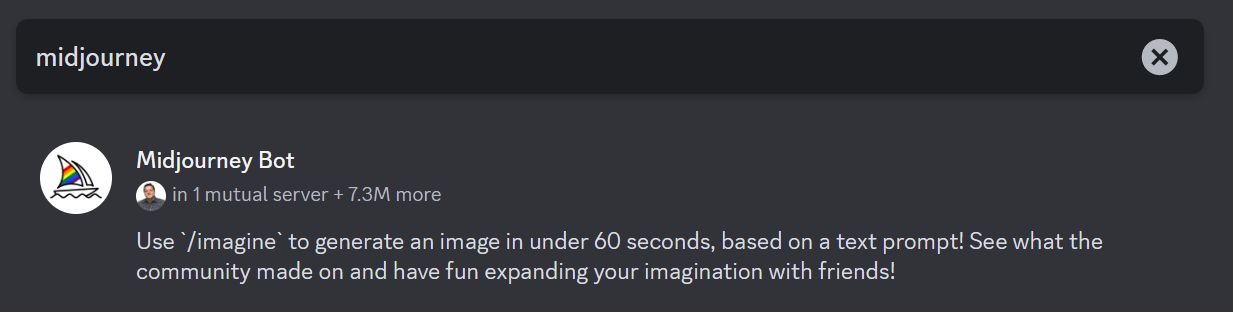 midjourney
Midjourney Bot
in 1 mutual server + 7.3M more
Use `/imagine` to generate an image in under 60 seconds, based on a text prompt! See what the
community made on and have fun expanding your imagination with friends!